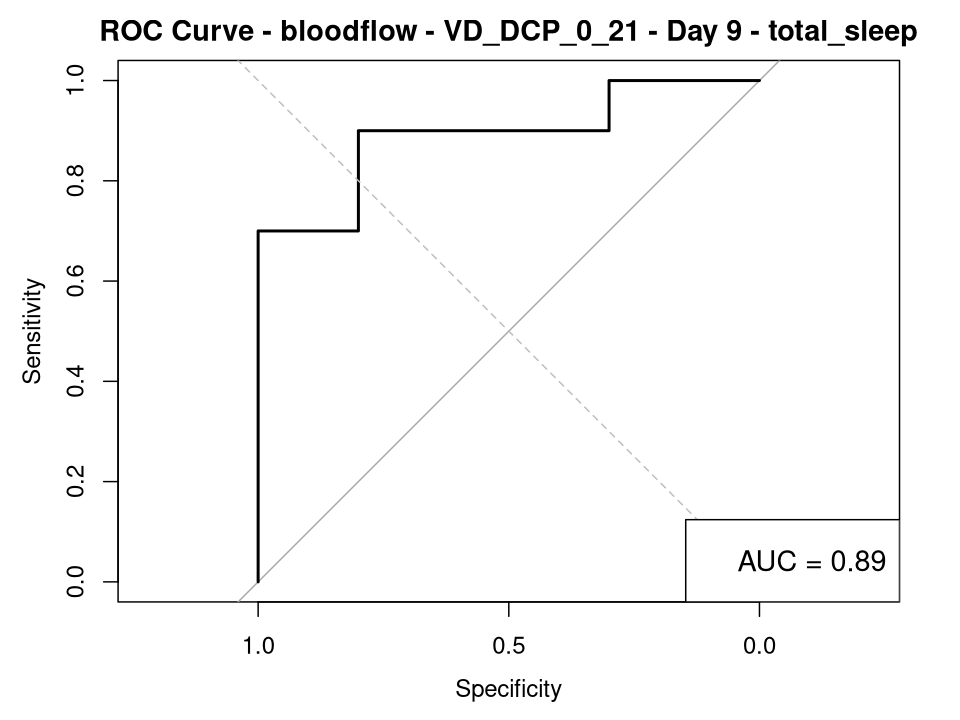 ROC Curve - bloodflow - VD_DCP_0_21 - Day 9 - total_sleep
Sensitivity
1.0
0.8
0.6
0.4
0.2
0.0
AUC = 0.89
1.0 0.5 0.0
Specificity